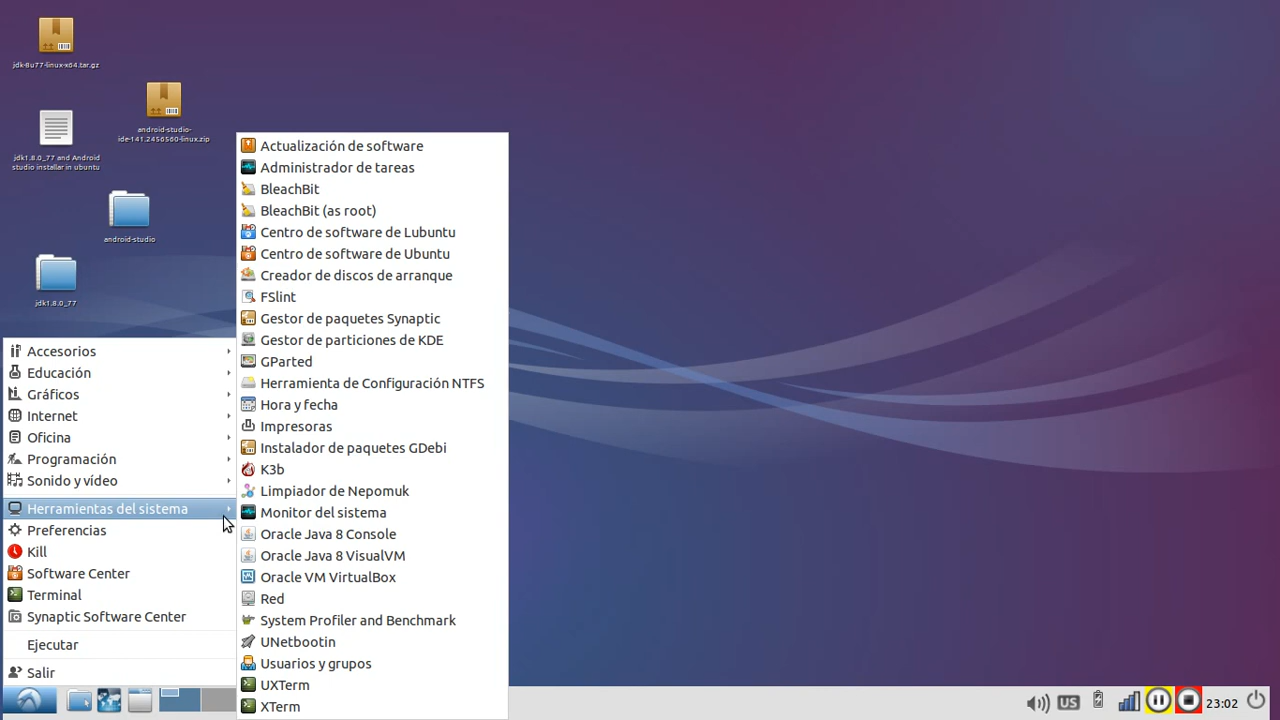 jdk-8u77-linux-x64.tar.gz
android-studio-
ide-141.2456560-linux.zip
jdk1.8.0_77 and Android
studio installar in ubuntu
android-studio
jdk1.8.0_77
Accesorios
Educación
Gráficos
Internet
Oficina
Programación
Sonido y vídeo
Herramientas del sistema
Preferencias
Kill
Software Center
Terminal
Synaptic Software Center
Ejecutar
Salir
Actualización de software
Administrador de tareas
BleachBit
BleachBit (as root)
Centro de software de Lubuntu
Centro de software de Ubuntu
Creador de discos de arranque
FSlint
Gestor de paquetes Synaptic
Gestor de particiones de KDE
GParted
Herramienta de Configuración NTFS
Hora y fecha
Impresoras
Instalador de paquetes GDebi
K3b
Limpiador de Nepomuk
Monitor del sistema
Oracle Java 8 Console
Oracle Java 8 VisualVM
Oracle VM VirtualBox
Red
System Profiler and Benchmark
UNetbootin
Usuarios y grupos
UXTerm
XTerm
US
23:02